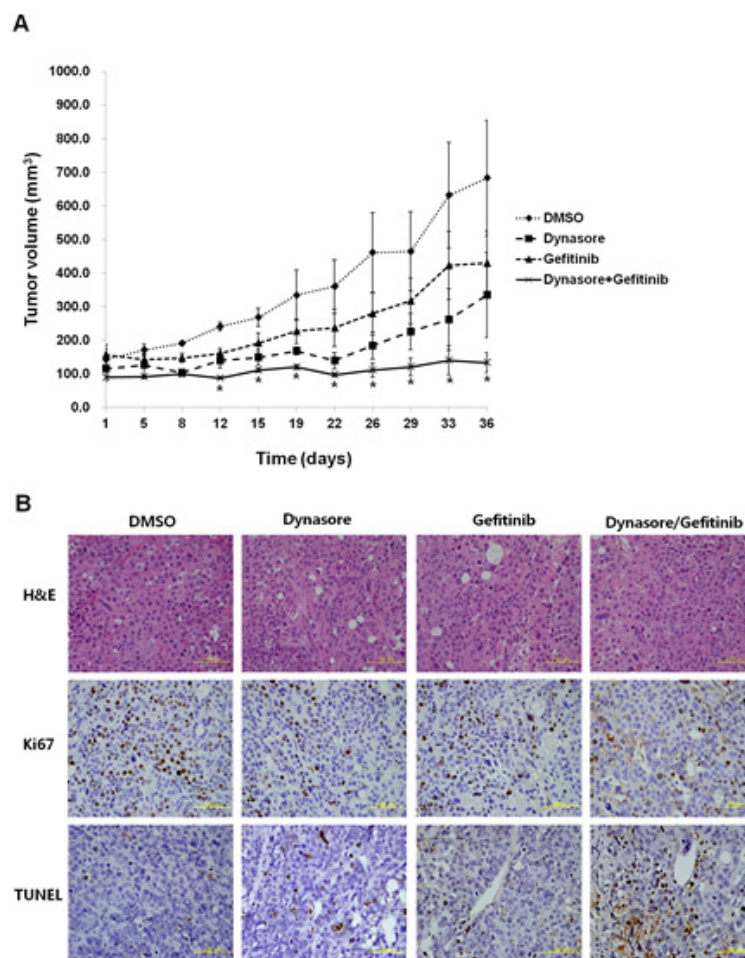 A
1000.0
900.0
800.0
700.0
600.0
500.0
400.0
300.0
200.0
100.0
0.0
Tumor volume (mm³)
* * * * * * * * *
1 5 8 12 15 19 22 26 29 33 36
Time (days)
DMSO
Dynasore
Gefitinib
Dynasore+Gefitinib
B
DMSO Dynasore Gefitinib Dynasore/Gefitinib
H&E
Ki67
TUNEL